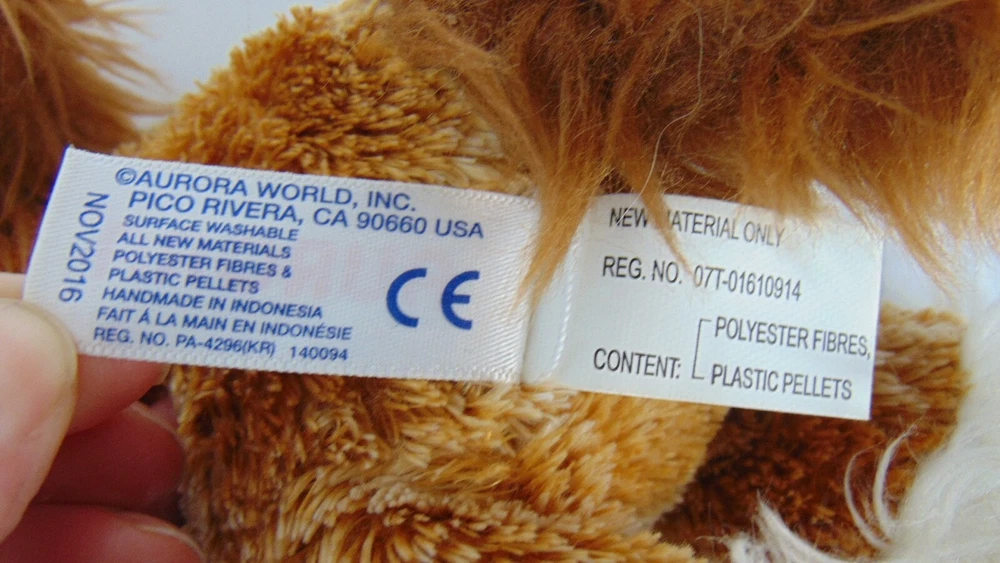 ©AURORA WORLD, INC.
PICO RIVERA, CA 90660 USA
SURFACE WASHABLE
ALL NEW MATERIALS
POLYESTER FIBRES &
PLASTIC PELLETS
HANDMADE IN INDONESIA
FAIT Á LA MAIN EN INDONÉSIE
REG. NO. PA-4296(KR) 140094
NOV2016
CE
NEW MATERIAL ONLY
REG. NO. 07T-01610914
CONTENT:
POLYESTER FIBRES,
PLASTIC PELLETS